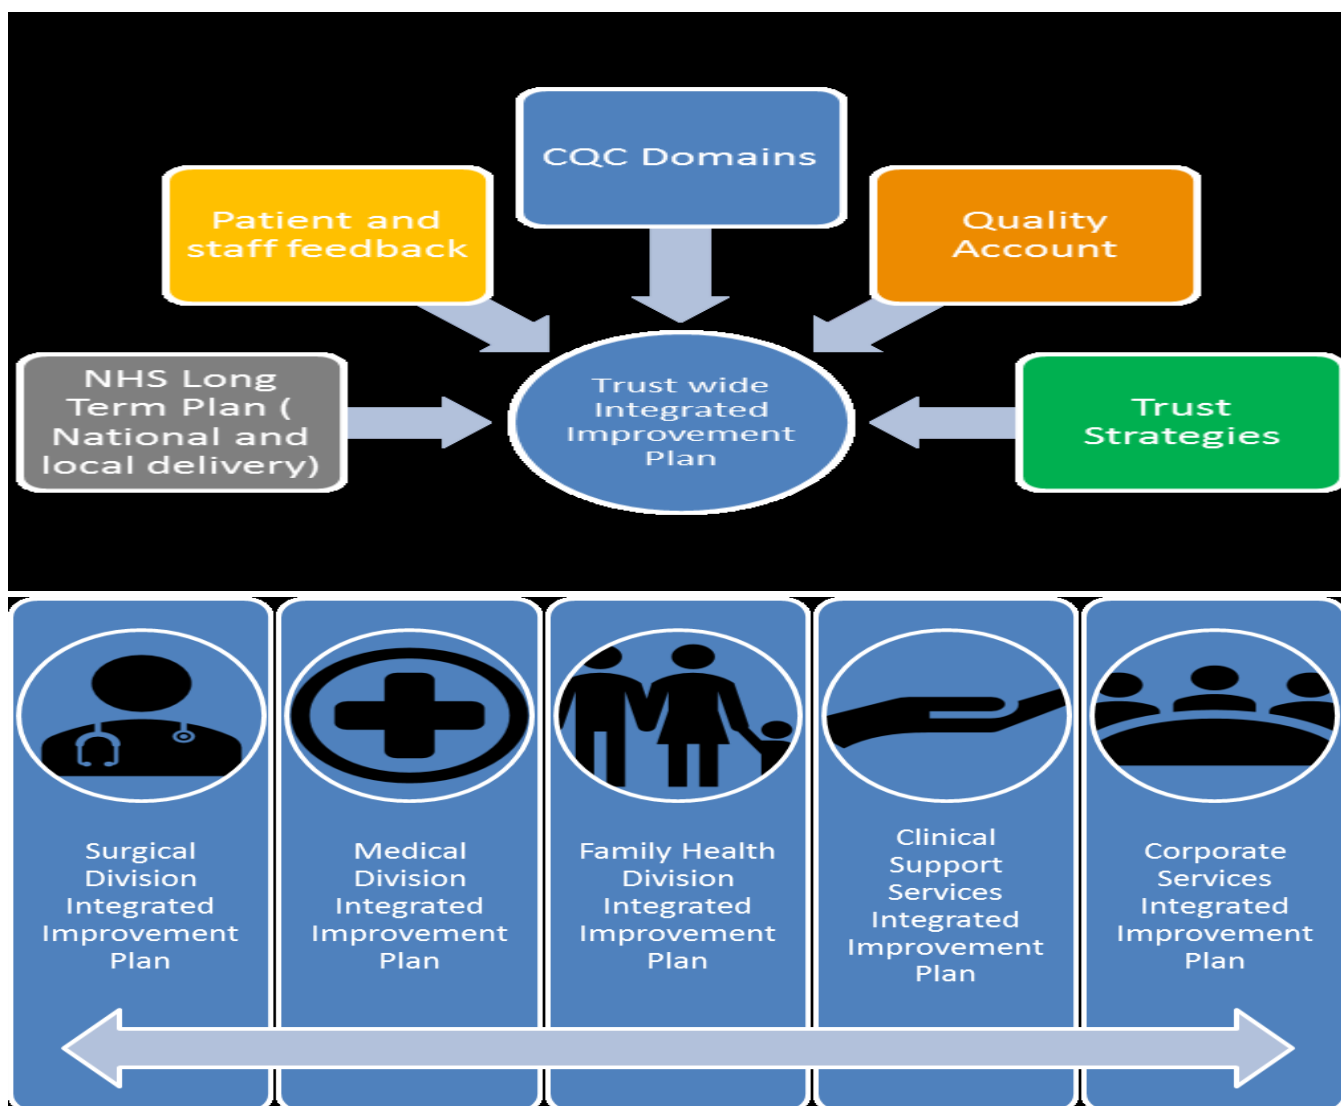 CQC Domains
Patient and
staff feedback
Quality
Account
NHS Long
Term Plan (
National and
local delivery)
Trust wide
Integrated
Improvement
Plan
Trust
Strategies
Surgical
Division
Integrated
Improvement
Plan
Medical
Division
Integrated
Improvement
Plan
Family Health
Division
Integrated
Improvement
Plan
Clinical
Support
Services
Integrated
Improvement
Plan
Corporate
Services
Integrated
Improvement
Plan